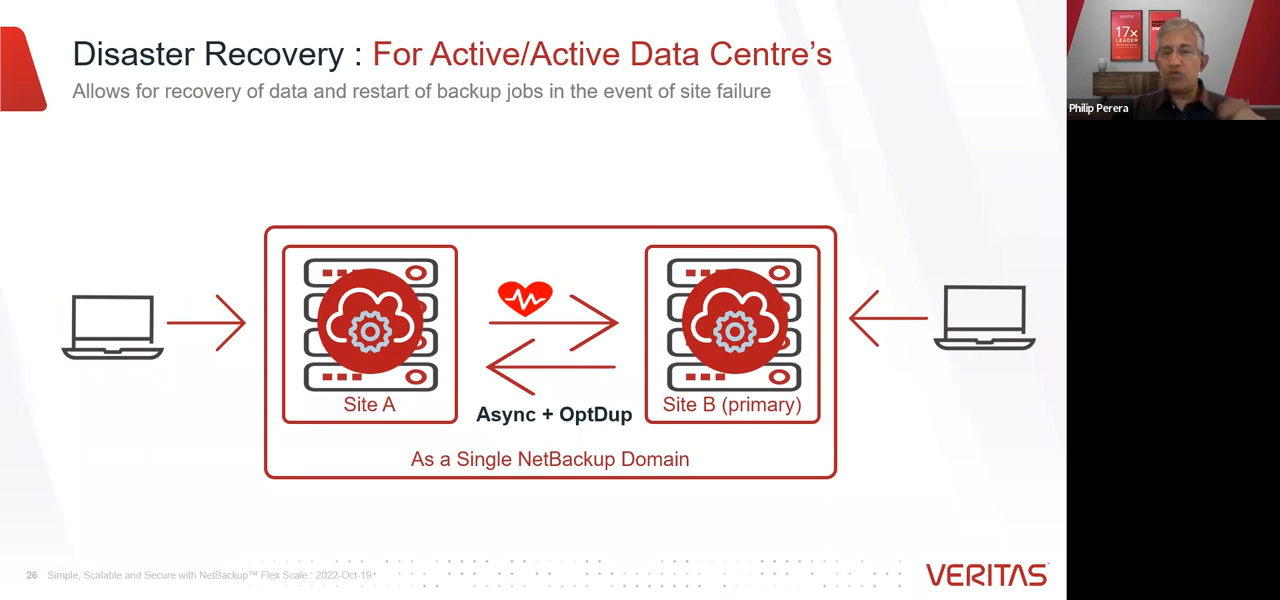 Disaster Recovery : For Active/Active Data Centre's
Allows for recovery of data and restart of backup jobs in the event of site failure
17x
LEADER
Philip Perera
Site A
Async + OptDup
Site B (primary)
As a Single NetBackup Domain
26 Simple, Scalable and Secure with NetBackup™ Flex Scale : 2022-Oct-19
VERITAS